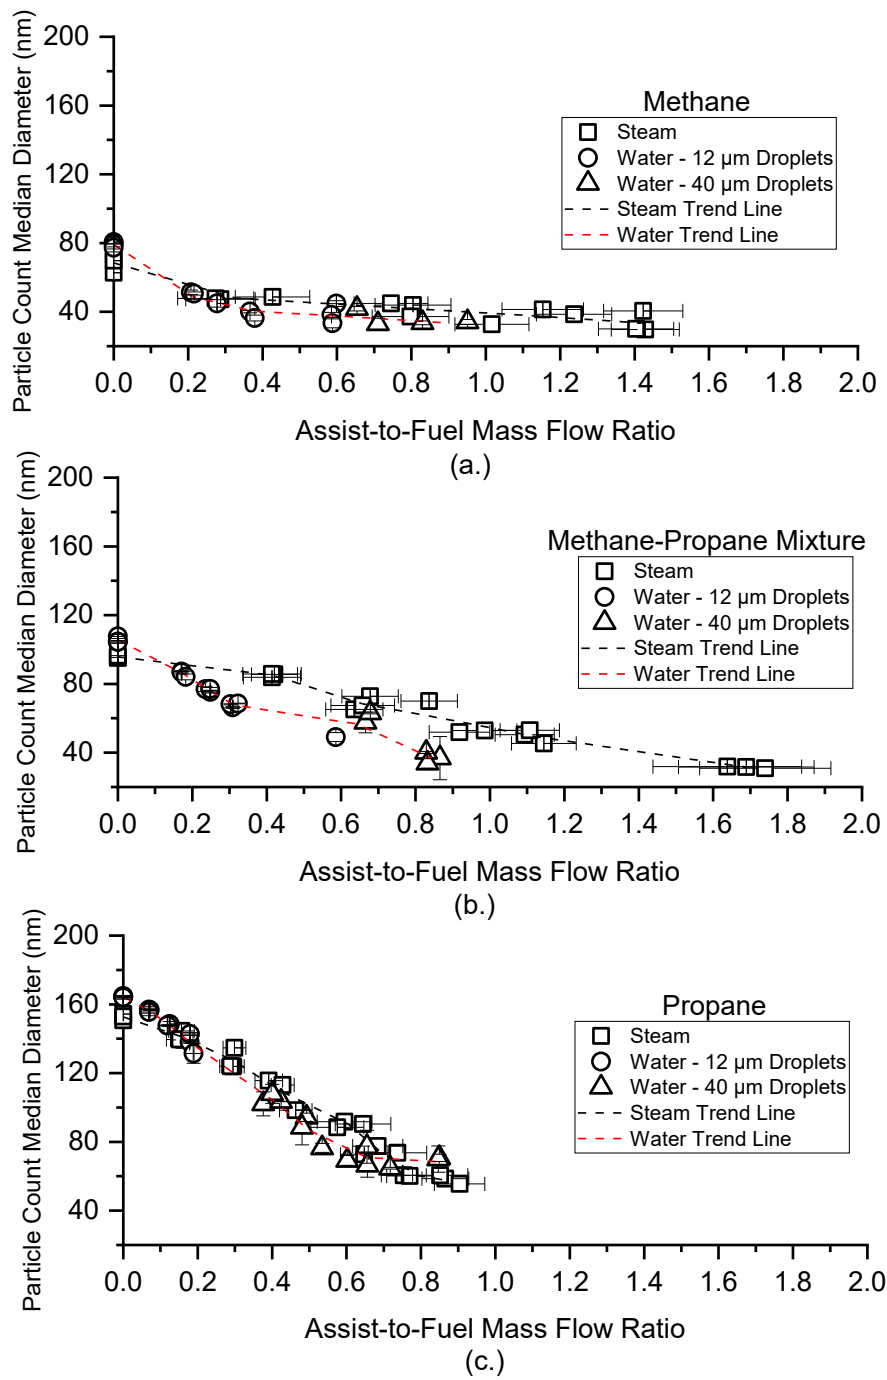 Particle Count Median Diameter (nm)
200
160
120
80
40
Methane
Steam
Water - 12 µm Droplets
Water - 40 µm Droplets
Steam Trend Line
Water Trend Line
0.0 0.2 0.4 0.6 0.8 1.0 1.2 1.4 1.6 1.8 2.0
Assist-to-Fuel Mass Flow Ratio
(a.)
Particle Count Median Diameter (nm)
200
160
120
80
40
Methane-Propane Mixture
Steam
Water - 12 µm Droplets
Water - 40 µm Droplets
Steam Trend Line
Water Trend Line
0.0 0.2 0.4 0.6 0.8 1.0 1.2 1.4 1.6 1.8 2.0
Assist-to-Fuel Mass Flow Ratio
(b.)
Particle Count Median Diameter (nm)
200
160
120
80
40
Propane
Steam
Water - 12 µm Droplets
Water - 40 µm Droplets
Steam Trend Line
Water Trend Line
0.0 0.2 0.4 0.6 0.8 1.0 1.2 1.4 1.6 1.8 2.0
Assist-to-Fuel Mass Flow Ratio
(c.)